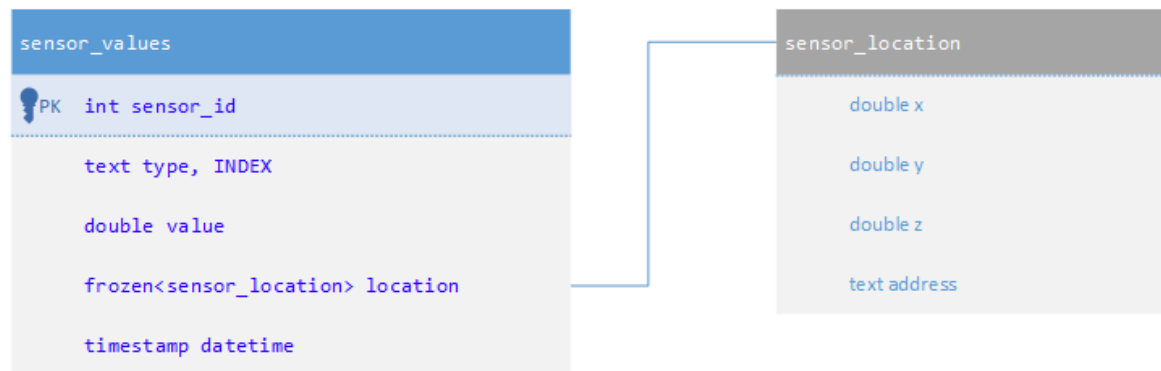 sensor_values
PK int sensor_id
text type, INDEX
double value
frozen<sensor_location> location
timestamp datetime
sensor_location
double x
double y
double z
text address